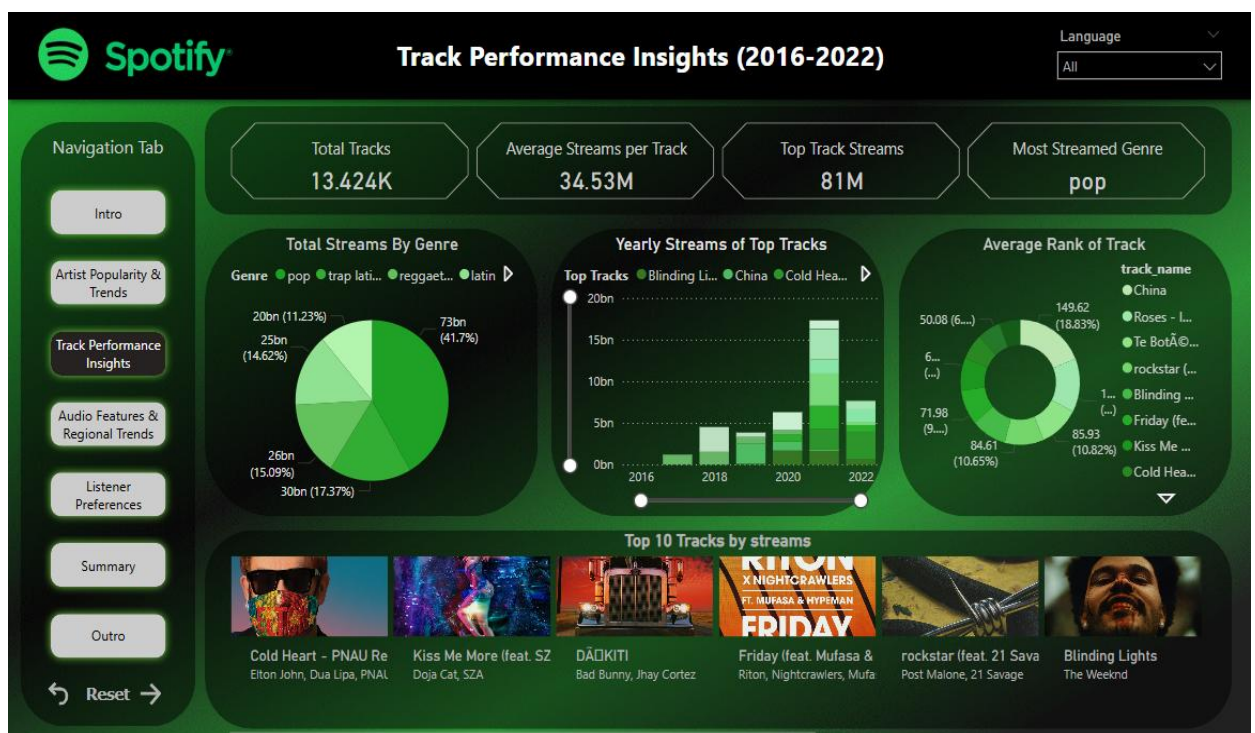 Spotify
Track Performance Insights (2016-2022)
Language
All
Navigation Tab
Intro
Artist Popularity &
Trends
Track Performance
Insights
Audio Features &
Regional Trends
Listener
Preferences
Summary
Outro
Reset
Total Tracks
13.424K
Average Streams per Track
34.53M
Top Track Streams
81M
Most Streamed Genre
pop
Total Streams By Genre
Genre pop trap lati... reggaet... latin
20bn (11.23%)
73bn
(41.7%)
25bn
(14.62%)
26bn
(15.09%)
30bn (17.37%)
Yearly Streams of Top Tracks
Top Tracks Blinding Li... China Cold Hea...
20bn
15bn
10bn
5bn
0bn
2016 2018 2020 2022
Average Rank of Track
track_name
China
Roses - I...
Te BotÃ©...
rockstar (...
Blinding ...
Friday (fe...
Kiss Me ...
Cold Hea...
149.62
(18.83%)
50.08 (6....)
6...
(...)
1...
(...)
71.98
(9....)
85.93
(10.82%)
84.61
(10.65%)
Top 10 Tracks by streams
RITON
X NIGHTCRAWLERS
FT. MUFASA & HYPEMAN
FRIDAY
Cold Heart - PNAU Re
Elton John, Dua Lipa, PNAU
Kiss Me More (feat. SZ
Doja Cat, SZA
DÃ□KITI
Bad Bunny, Jhay Cortez
Friday (feat. Mufasa &
Riton, Nightcrawlers, Mufa
rockstar (feat. 21 Sava
Post Malone, 21 Savage
Blinding Lights
The Weeknd